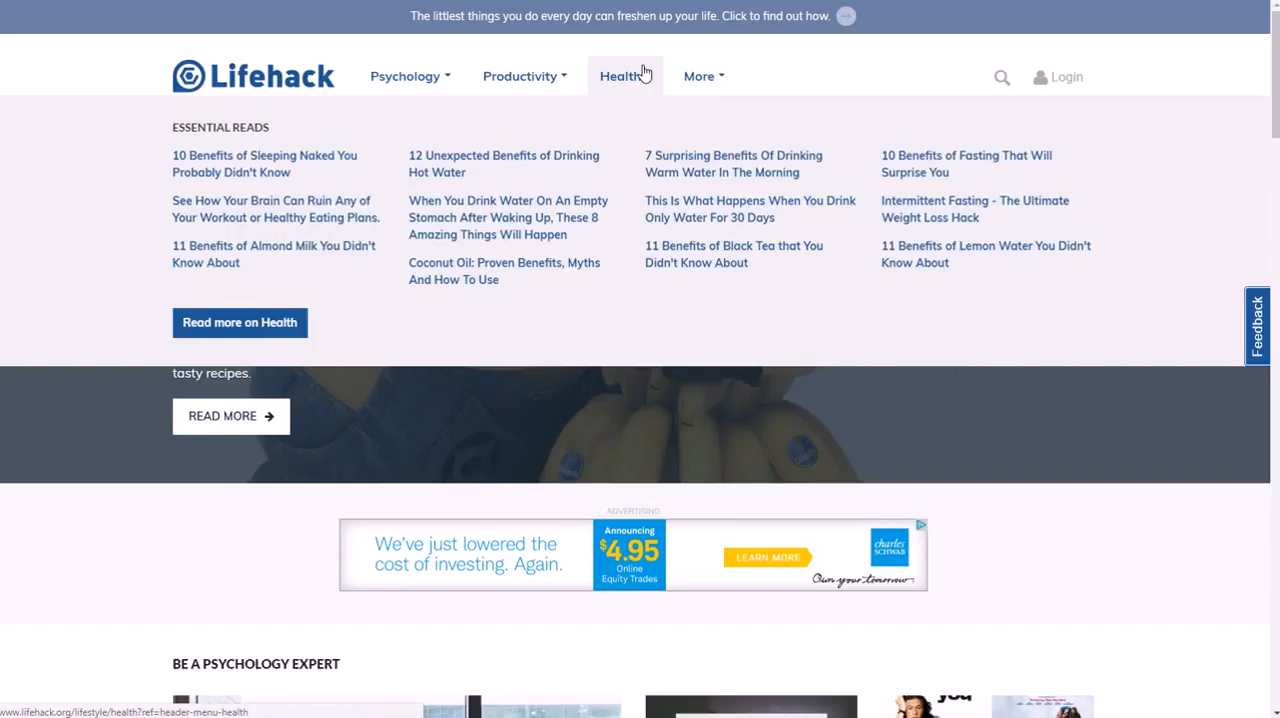 The littlest things you do every day can freshen up your life. Click to find out how.
Lifehack
Psychology
Productivity
Health
More
Login
ESSENTIAL READS
10 Benefits of Sleeping Naked You
Probably Didn't Know
See How Your Brain Can Ruin Any of
Your Workout or Healthy Eating Plans.
11 Benefits of Almond Milk You Didn't
Know About
12 Unexpected Benefits of Drinking
Hot Water
When You Drink Water On An Empty
Stomach After Waking Up, These 8
Amazing Things Will Happen
Coconut Oil: Proven Benefits, Myths
And How To Use
7 Surprising Benefits Of Drinking
Warm Water In The Morning
This Is What Happens When You Drink
Only Water For 30 Days
11 Benefits of Black Tea that You
Didn't Know About
10 Benefits of Fasting That Will
Surprise You
Intermittent Fasting - The Ultimate
Weight Loss Hack
11 Benefits of Lemon Water You Didn't
Know About
Read more on Health
Feedback
tasty recipes.
READ MORE
ADVERTISING
We've just lowered the
cost of investing. Again.
Announcing
$4.95
Online
Equity Trades
LEARN MORE
charles
SCHWAB
Own your tomorrow
BE A PSYCHOLOGY EXPERT
you
www.lifehack.org/lifestyle/health?ref=header-menu-health